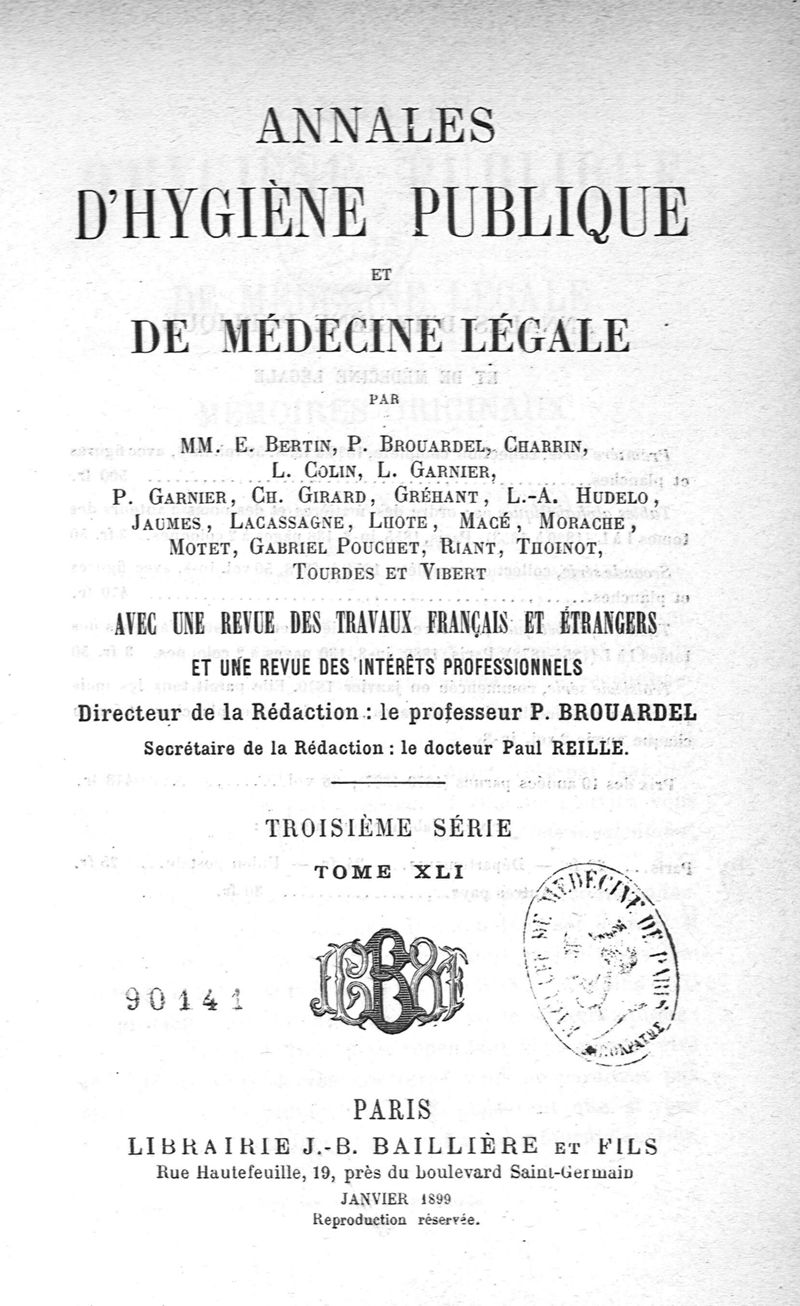 ANNALES
D'HYGIÈNE PUBLIQUE
ET
DE MÉDECINE LÉGALE
PAR
MM. E. BERTIN, P. BROUARDEL, CHARRIN,
L. COLIN, L. GARNIER,
P. GARNIER, CH. GIRARD, GRÉHANT, L.-A. HUDELO,
JAUMES, LACASSAGNE, LHOTE, MACÉ, MORACHE,
MOTET, GABRIEL POUCHET, RIANT, THOINOT,
TOURDES ET VIBERT
AVEC UNE REVUE DES TRAVAUX FRANÇAIS ET ÉTRANGERS
ET UNE REVUE DES INTÉRÊTS PROFESSIONNELS
Directeur de la Rédaction : le professeur P. BROUARDEL
Secrétaire de la Rédaction : le docteur Paul REILLE.
TROISIÈME SÉRIE
TOME XLI
DE MÉDECINE DE PARIS
90141
PARIS
LIBRAIRIE J.-B. BAILLIÈRE ET FILS
Rue Hautefeuille, 19, près du boulevard Saint-Germain
JANVIER 1899
Reproduction réservée.